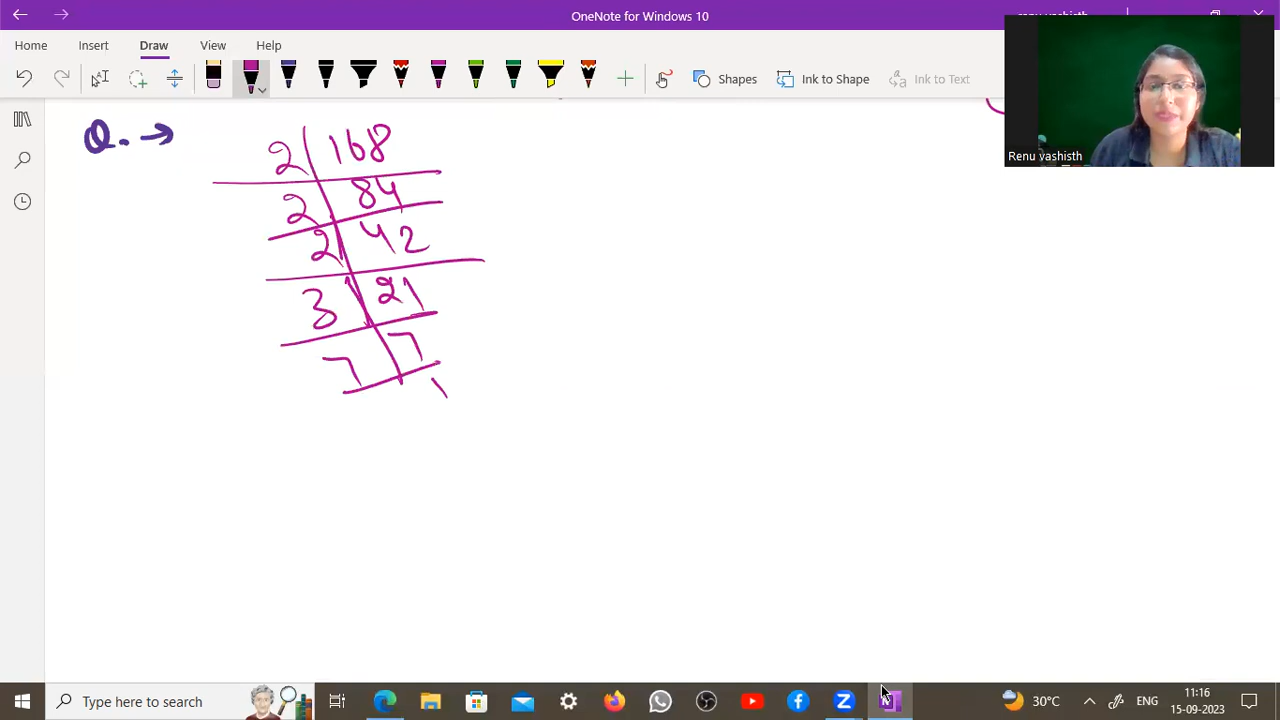 OneNote for Windows 10
renu vashisth
Home Insert Draw View Help
Shapes Ink to Shape Ink to Text
Renu vashisth
Q. →
2 168
2 84
2 42
3 21
7 7
1
Type here to search
30°C ENG 11:16
15-09-2023